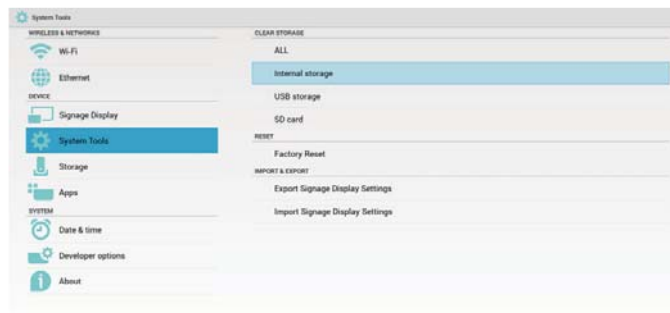 System Tools
WIRELESS & NETWORKS
Wi-Fi
Ethernet
DEVICE
Signage Display
System Tools
Storage
Apps
SYSTEM
Date & time
Developer options
About
CLEAR STORAGE
ALL
Internal storage
USB storage
SD card
RESET
Factory Reset
IMPORT & EXPORT
Export Signage Display Settings
Import Signage Display Settings